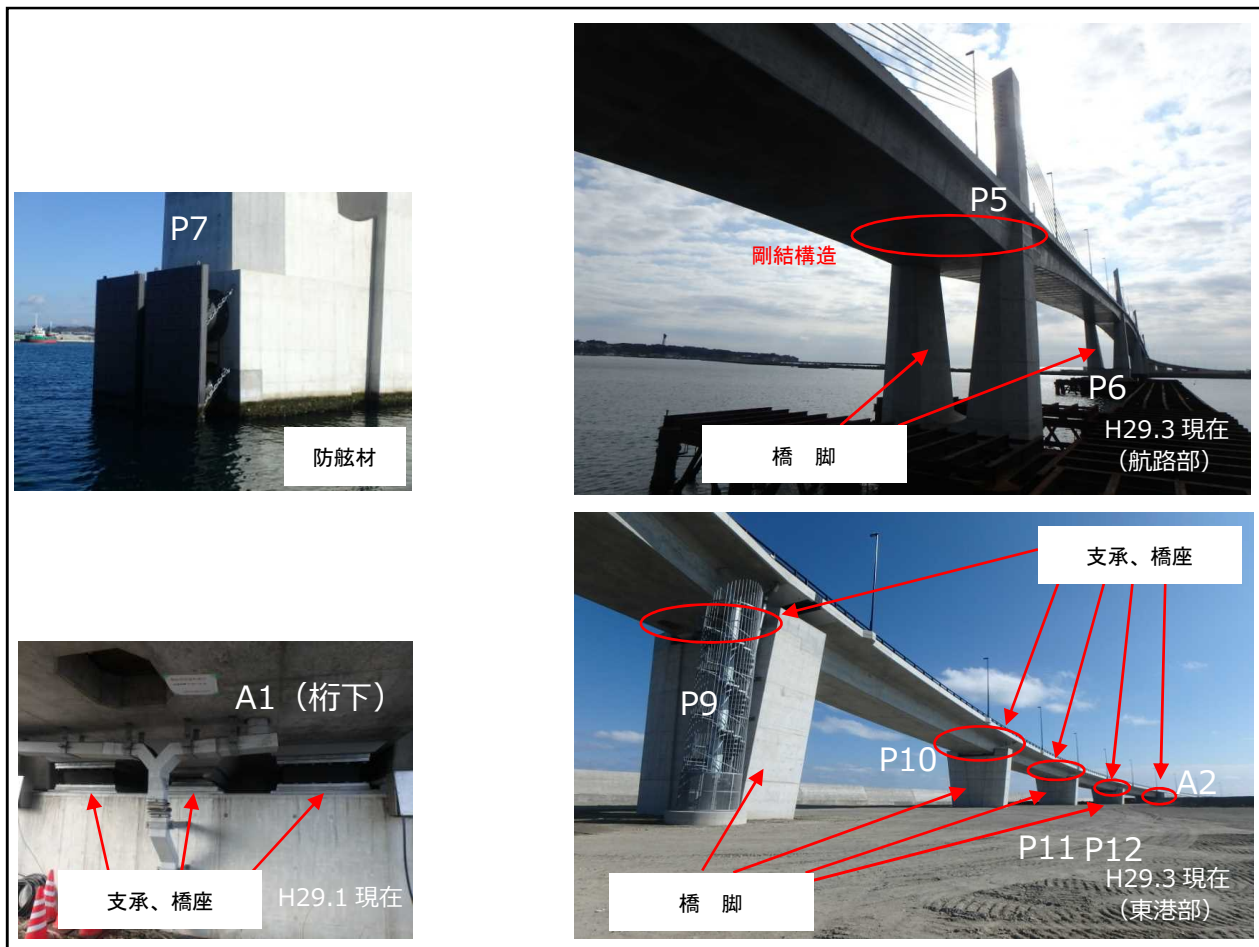 P7
防舷材
P5
剛結構造
P6
橋 脚
H29.3 現在
（航路部）
A1（桁下）
支承、橋座
H29.1 現在
支承、橋座
P9
P10
A2
P11 P12
橋 脚
H29.3 現在
（東港部）